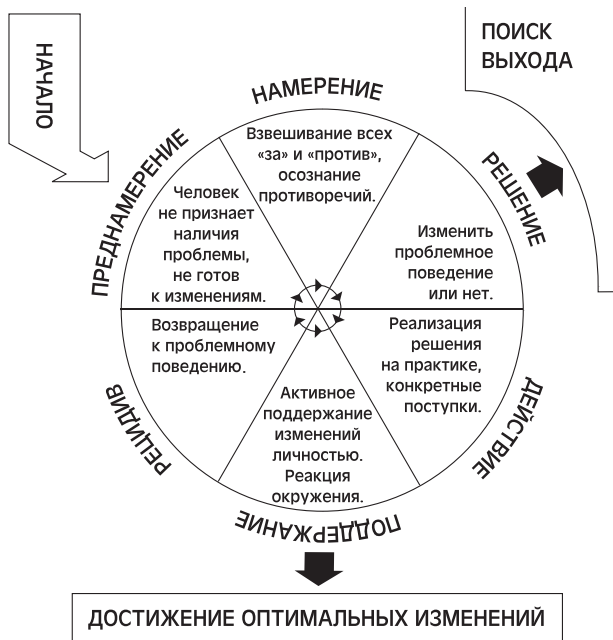 НАЧАЛО
ПОИСК
ВЫХОДА
ПРЕДНАМЕРЕНИЕ
Человек
не признает
наличия
проблемы,
не готов
к изменениям.
НАМЕРЕНИЕ
Взвешивание всех
«за» и «против»,
осознание
противоречий.
РЕШЕНИЕ
Изменить
проблемное
поведение
или нет.
ДЕЙСТВИЕ
Реализация
решения
на практике,
конкретные
поступки.
ПОДДЕРЖАНИЕ
Активное
поддержание
изменений
личностью.
Реакция
окружения.
РЕЦИДИВ
Возвращение
к проблемному
поведению.
ДОСТИЖЕНИЕ ОПТИМАЛЬНЫХ ИЗМЕНЕНИЙ